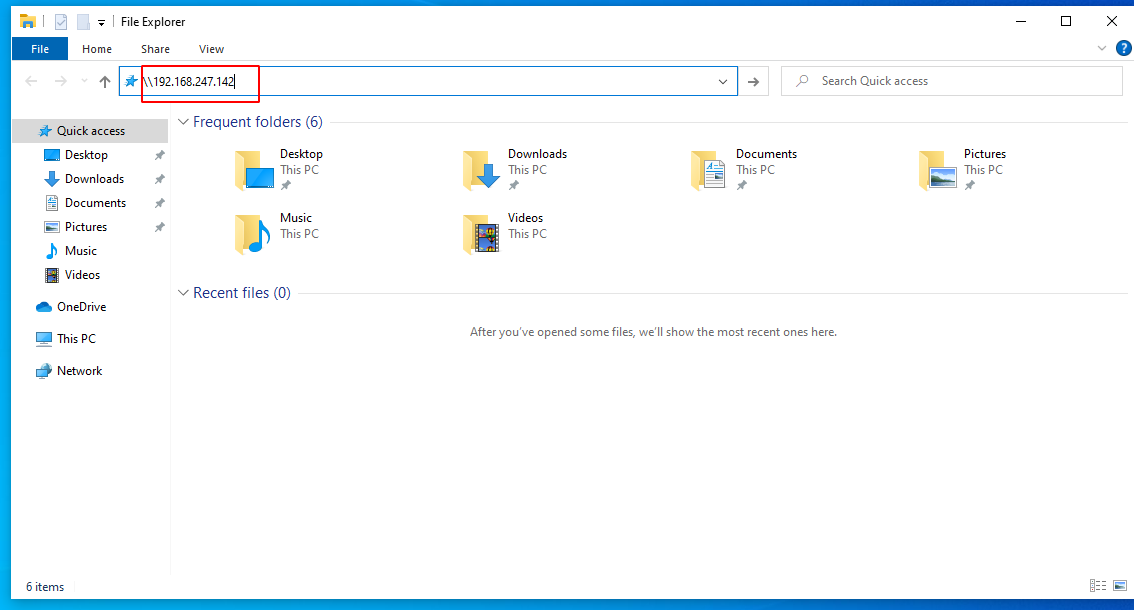 File Explorer
File Home Share View
?
\\192.168.247.142
Search Quick access
Quick access
Desktop
Downloads
Documents
Pictures
Music
Videos
OneDrive
This PC
Network
Frequent folders (6)
Desktop
This PC
Downloads
This PC
Documents
This PC
Pictures
This PC
Music
This PC
Videos
This PC
Recent files (0)
After you've opened some files, we'll show the most recent ones here.
6 items